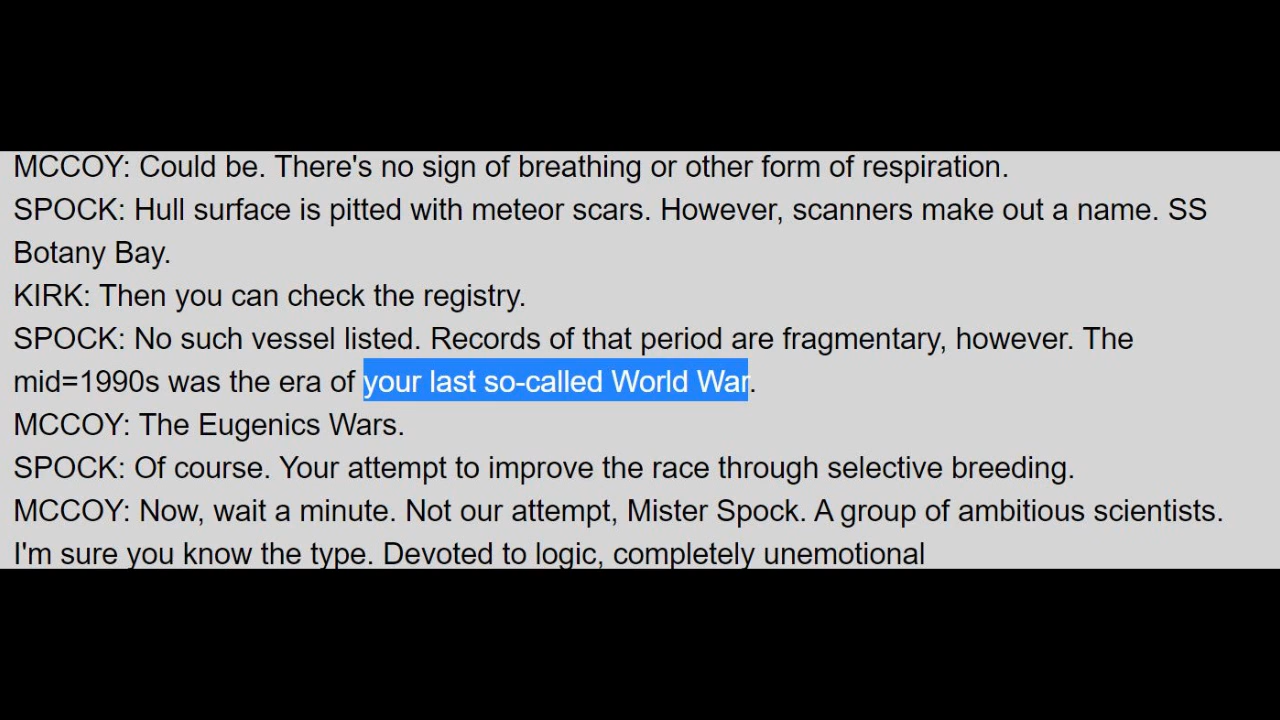 MCCOY: Could be. There's no sign of breathing or other form of respiration.
SPOCK: Hull surface is pitted with meteor scars. However, scanners make out a name. SS
Botany Bay.
KIRK: Then you can check the registry.
SPOCK: No such vessel listed. Records of that period are fragmentary, however. The
mid=1990s was the era of your last so-called World War.
MCCOY: The Eugenics Wars.
SPOCK: Of course. Your attempt to improve the race through selective breeding.
MCCOY: Now, wait a minute. Not our attempt, Mister Spock. A group of ambitious scientists.
I'm sure you know the type. Devoted to logic, completely unemotional